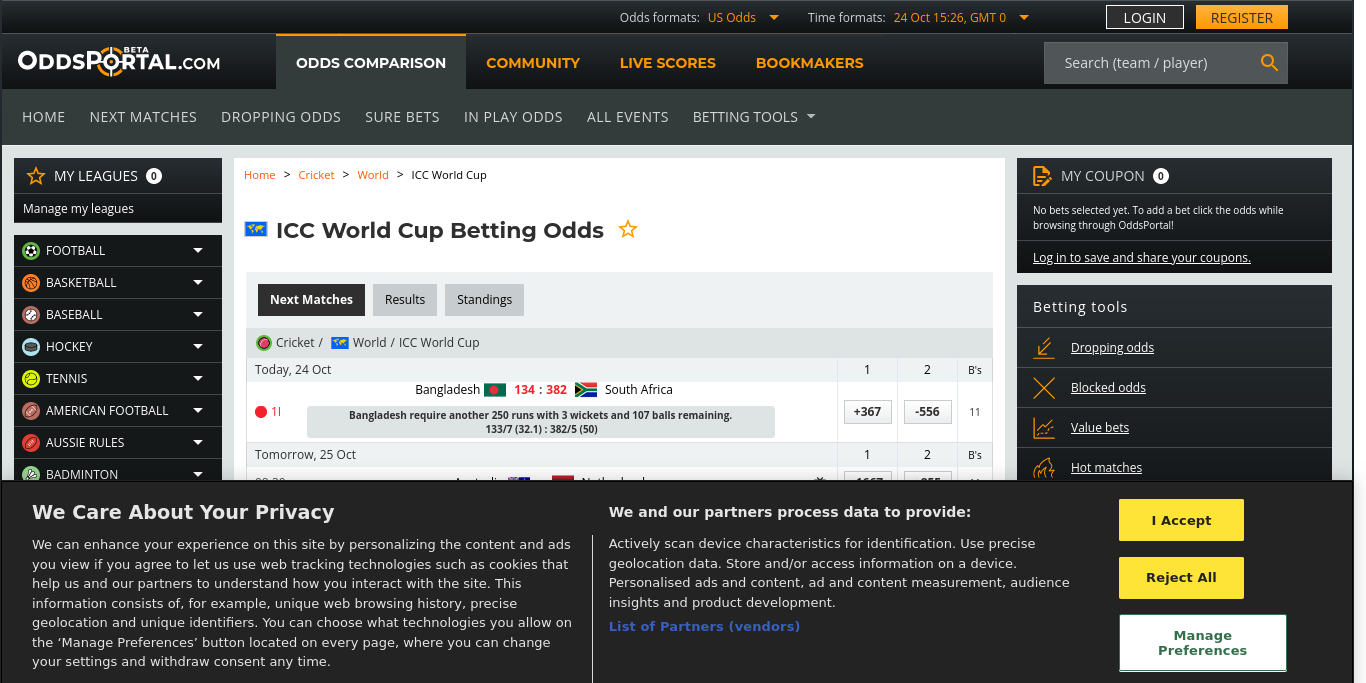 Odds formats: US Odds
Time formats: 24 Oct 15:26, GMT 0
LOGIN
REGISTER
ODDSPORTAL.COM
BETA
ODDS COMPARISON
COMMUNITY
LIVE SCORES
BOOKMAKERS
Search (team / player)
HOME
NEXT MATCHES
DROPPING ODDS
SURE BETS
IN PLAY ODDS
ALL EVENTS
BETTING TOOLS
MY LEAGUES 0
Manage my leagues
FOOTBALL
BASKETBALL
BASEBALL
HOCKEY
TENNIS
AMERICAN FOOTBALL
AUSSIE RULES
BADMINTON
Home > Cricket > World > ICC World Cup
ICC World Cup Betting Odds
Next Matches
Results
Standings
Cricket / World / ICC World Cup
Today, 24 Oct 1 2 B's
Bangladesh 134 : 382 South Africa
1I
Bangladesh require another 250 runs with 3 wickets and 107 balls remaining.
133/7 (32.1) : 382/5 (50)
+367 -556 11
Tomorrow, 25 Oct 1 2 B's
MY COUPON 0
No bets selected yet. To add a bet click the odds while
browsing through OddsPortal!
Log in to save and share your coupons.
Betting tools
Dropping odds
Blocked odds
Value bets
Hot matches
We Care About Your Privacy
We can enhance your experience on this site by personalizing the content and ads
you view if you agree to let us use web tracking technologies such as cookies that
help us and our partners to understand how you interact with the site. This
information consists of, for example, unique web browsing history, precise
geolocation and unique identifiers. You can choose what technologies you allow on
the ‘Manage Preferences’ button located on every page, where you can change
your settings and withdraw consent any time.
We and our partners process data to provide:
Actively scan device characteristics for identification. Use precise
geolocation data. Store and/or access information on a device.
Personalised ads and content, ad and content measurement, audience
insights and product development.
List of Partners (vendors)
I Accept
Reject All
Manage
Preferences